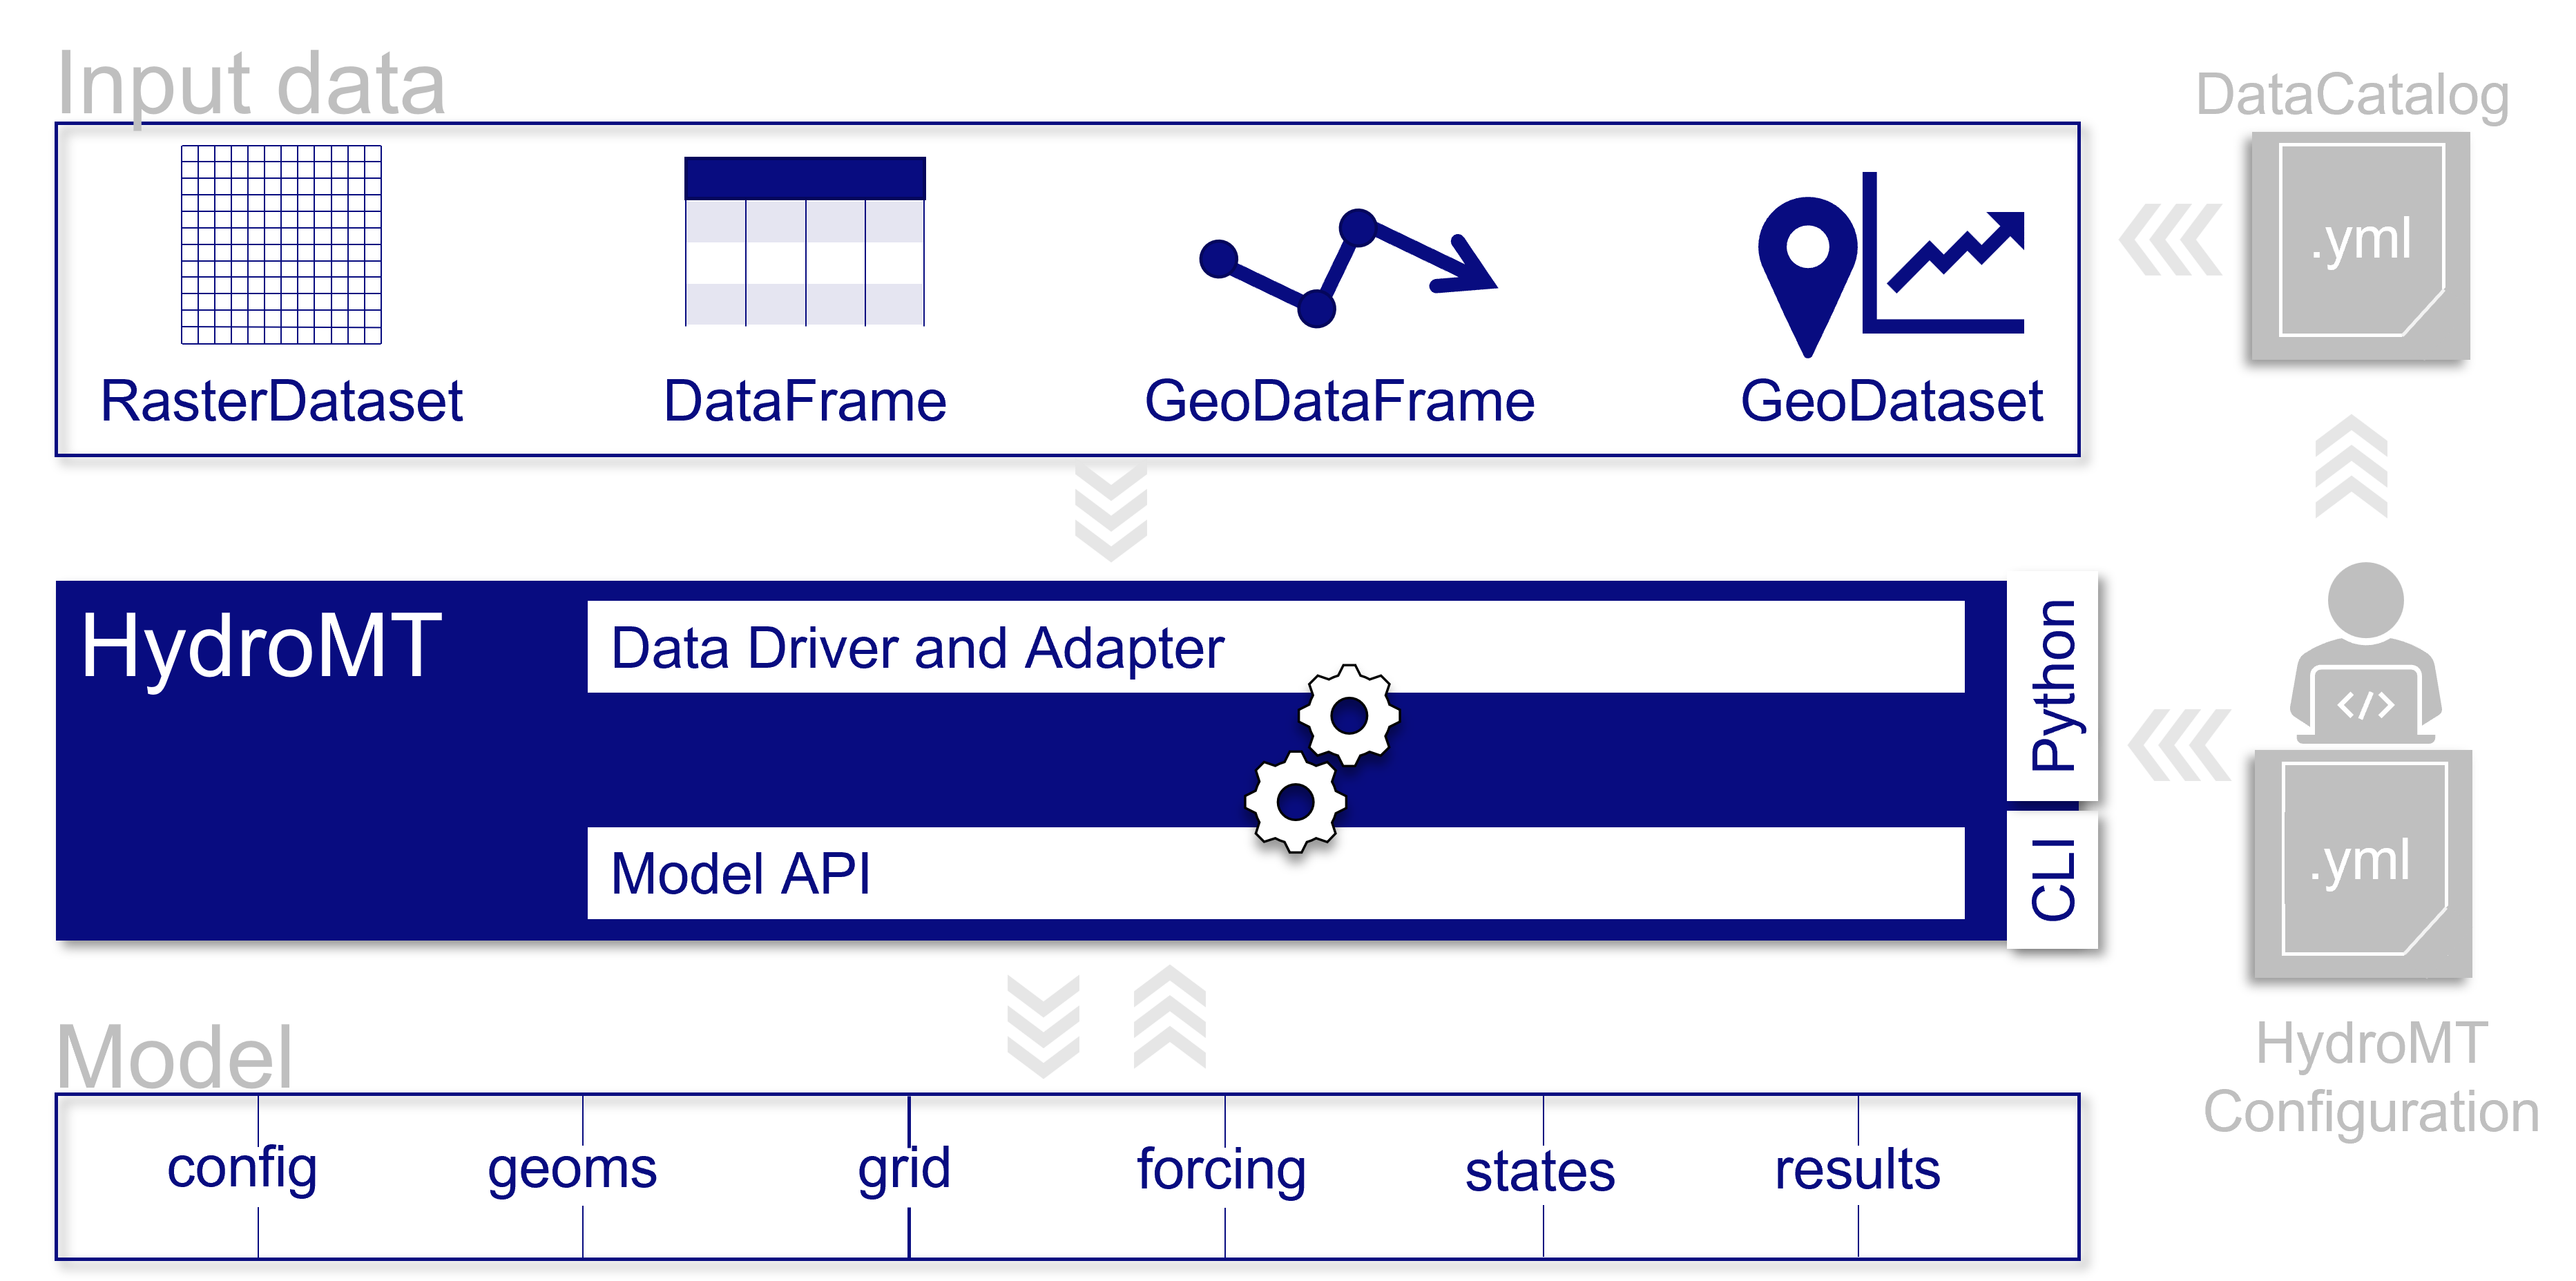 Input data
DataCatalog
.yml
RasterDataset
DataFrame
GeoDataFrame
GeoDataset
HydroMT
Data Driver and Adapter
Model API
Python
CLI
</>
.yml
HydroMT
Configuration
Model
config
geoms
grid
forcing
states
results